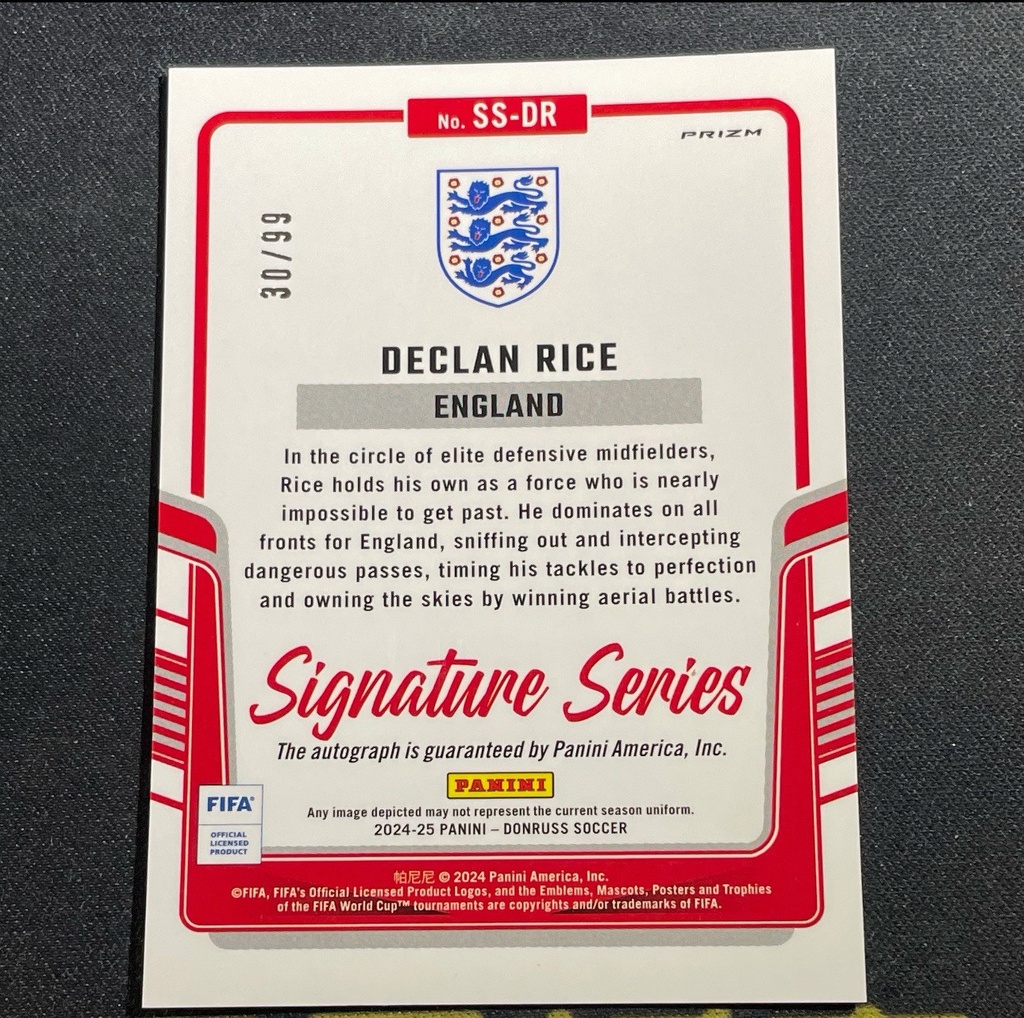 No. SS-DR
PRIZM
30/99
DECLAN RICE
ENGLAND
In the circle of elite defensive midfielders,
Rice holds his own as a force who is nearly
impossible to get past. He dominates on all
fronts for England, sniffing out and intercepting
dangerous passes, timing his tackles to perfection
and owning the skies by winning aerial battles.
Signature Series
The autograph is guaranteed by Panini America, Inc.
PANINI
Any image depicted may not represent the current season uniform.
2024-25 PANINI – DONRUSS SOCCER
FIFA®
OFFICIAL
LICENSED
PRODUCT
帕尼尼 © 2024 Panini America, Inc.
©FIFA, FIFA's Official Licensed Product Logos, and the Emblems, Mascots, Posters and Trophies
of the FIFA World Cup™ tournaments are copyrights and/or trademarks of FIFA.